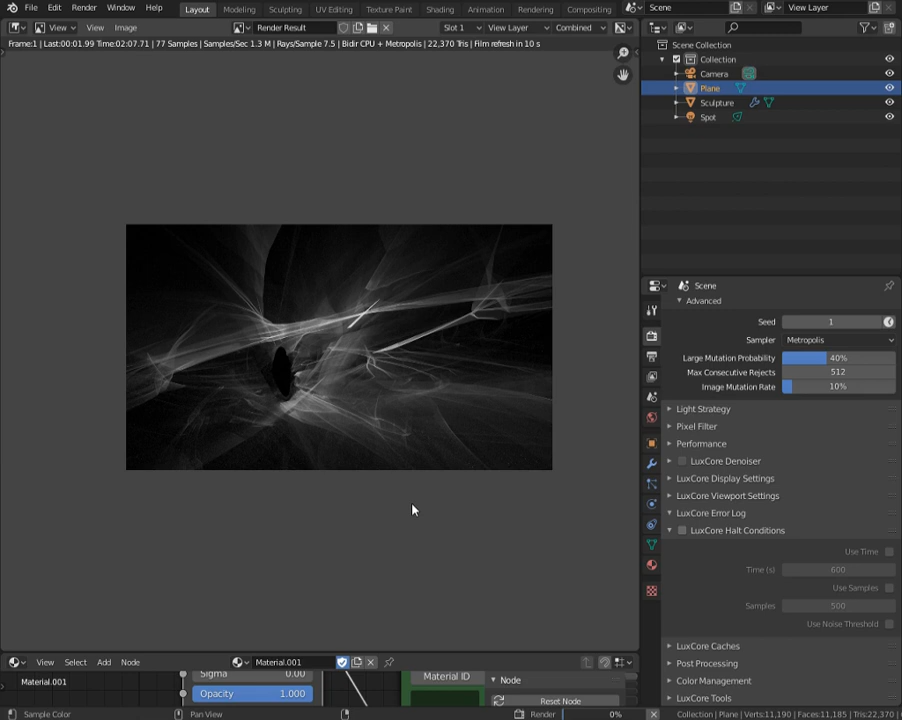 File Edit Render Window Help Layout Modeling Sculpting UV Editing Texture Paint Shading Animation Rendering Compositing Scene View Layer
View View Image Render Result Slot 1 View Layer Combined
Frame:1 | Last:00:01.99 Time:02:07.71 | 77 Samples | Samples/Sec 1.3 M | Rays/Sample 7.5 | Bidir CPU + Metropolis | 22,370 Tris | Film refresh in 10 s
Scene Collection
Collection
Camera
Plane
Sculpture
Spot
Scene
Advanced
Seed 1
Sampler Metropolis
Large Mutation Probability 40%
Max Consecutive Rejects 512
Image Mutation Rate 10%
Light Strategy
Pixel Filter
Performance
LuxCore Denoiser
LuxCore Display Settings
LuxCore Viewport Settings
LuxCore Error Log
LuxCore Halt Conditions
Use Time
Time (s) 600
Use Samples
Samples 500
Use Noise Threshold
LuxCore Caches
Post Processing
Color Management
LuxCore Tools
View Select Add Node Material.001
Material.001
Sigma 0.00
Opacity 1.000
Material ID
Node
Reset Node
Sample Color Pan View Render 0% Collection | Plane | Verts:11,190 | Faces:11,185 | Tris:22,370